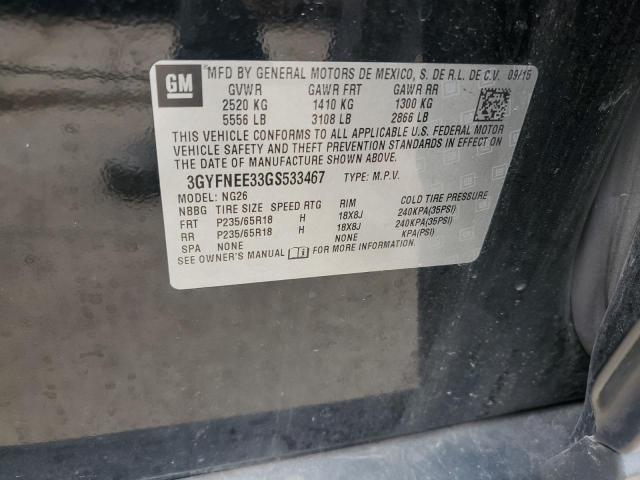 GM
MFD BY GENERAL MOTORS DE MEXICO, S. DE R.L. DE C.V. 09/15
GVWR GAWR FRT GAWR RR
2520 KG 1410 KG 1300 KG
5556 LB 3108 LB 2866 LB
THIS VEHICLE CONFORMS TO ALL APPLICABLE U.S. FEDERAL MOTOR
VEHICLE SAFETY AND THEFT PREVENTION STANDARDS IN EFFECT ON
THE DATE OF MANUFACTURE SHOWN ABOVE.
3GYFNEE33GS533467 TYPE: M.P.V.
MODEL: NG26
NBBG TIRE SIZE SPEED RTG RIM COLD TIRE PRESSURE
FRT P235/65R18 H 18X8J 240KPA(35PSI)
RR P235/65R18 H 18X8J 240KPA(35PSI)
SPA NONE NONE KPA(PSI)
SEE OWNER'S MANUAL FOR MORE INFORMATION.